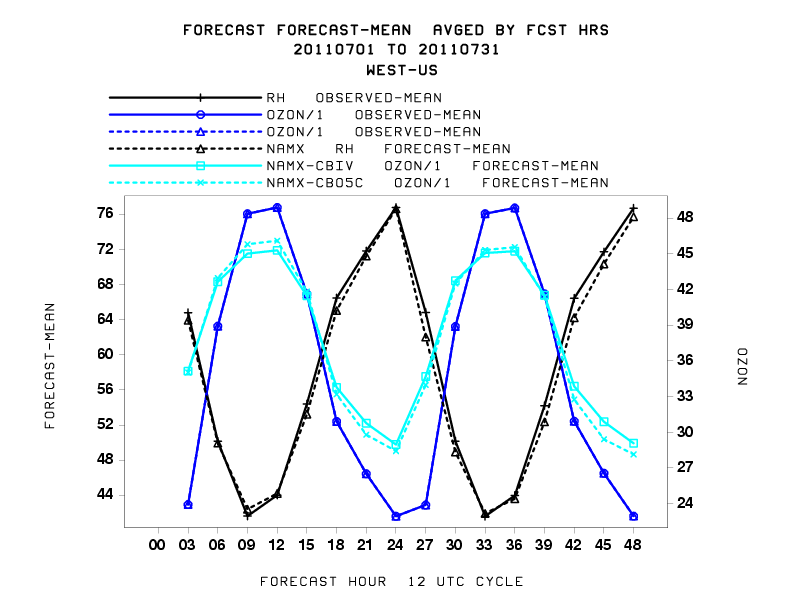 FORECAST FORECAST-MEAN AVGED BY FCST HRS
20110701 TO 20110731
WEST-US
RH OBSERVED-MEAN
OZON/1 OBSERVED-MEAN
OZON/1 OBSERVED-MEAN
NAMX RH FORECAST-MEAN
NAMX-CBIV OZON/1 FORECAST-MEAN
NAMX-CB05C OZON/1 FORECAST-MEAN
76
72
68
64
60
56
52
48
44
FORECAST-MEAN
48
45
42
39
36
33
30
27
24
OZON
00 03 06 09 12 15 18 21 24 27 30 33 36 39 42 45 48
FORECAST HOUR 12 UTC CYCLE